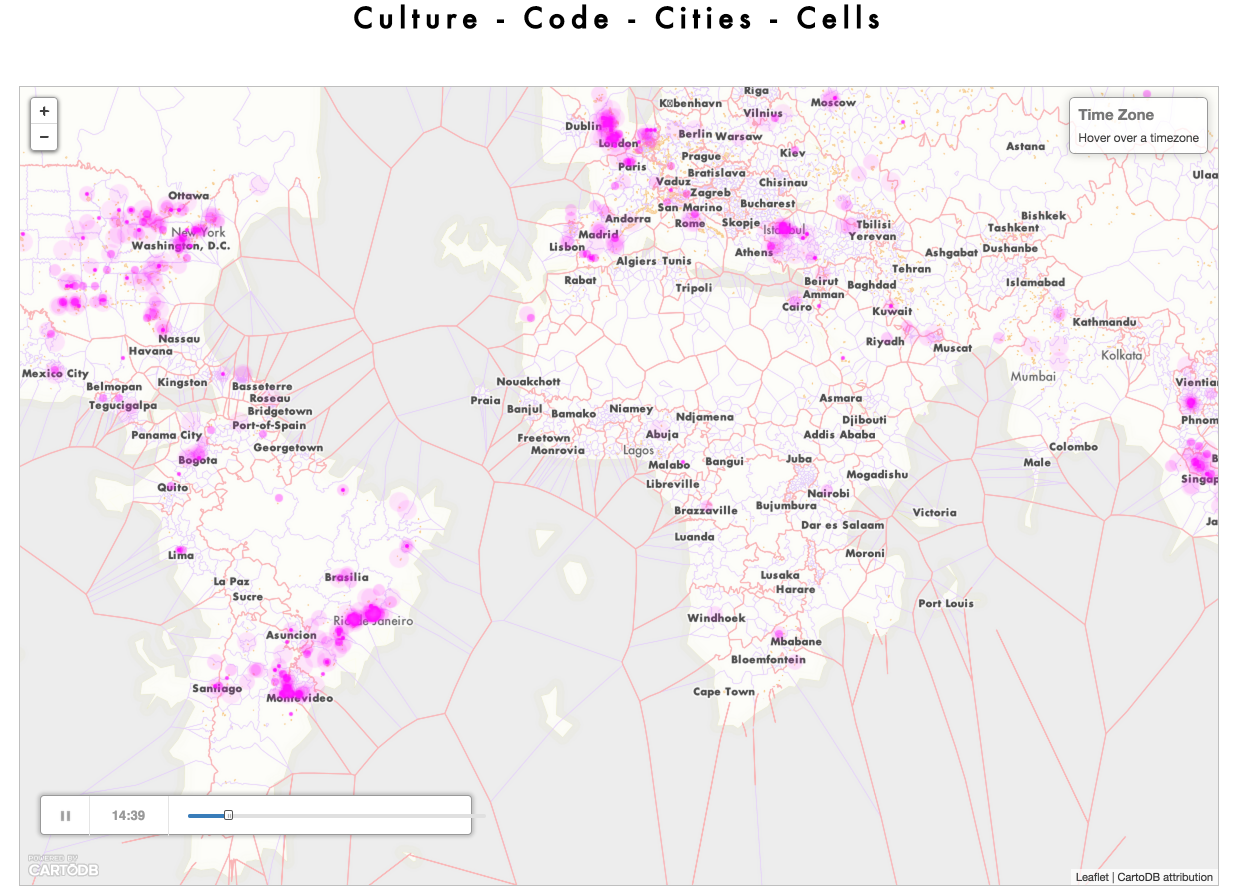 Culture - Code - Cities - Cells
+
−
Time Zone
Hover over a timezone
Riga
København
Moscow
Vilnius
Dublin
Berlin
Warsaw
London
Astana
Prague
Kiev
Paris
Bratislava
Ulaa
Vaduz
Chisinau
Ottawa
Zagreb
San Marino
Bucharest
Andorra
Rome
Skopje
Istanbul
Tbilisi
Bishkek
New York
Madrid
Yerevan
Tashkent
Washington, D.C.
Lisbon
Athens
Ashgabat
Dushanbe
Algiers
Tunis
Tehran
Rabat
Tripoli
Beirut
Baghdad
Islamabad
Amman
Cairo
Kuwait
Kathmandu
Nassau
Riyadh
Muscat
Havana
Kolkata
Mexico City
Mumbai
Belmopan
Kingston
Basseterre
Nouakchott
Vientia
Roseau
Praia
Asmara
Tegucigalpa
Bridgetown
Banjul
Bamako
Niamey
Ndjamena
Djibouti
Port-of-Spain
Phnom
Panama City
Freetown
Abuja
Addis Ababa
Georgetown
Monrovia
Lagos
Colombo
Bogota
Malabo
Bangui
Juba
Male
B
Quito
Libreville
Mogadishu
Singap
Nairobi
Brazzaville
Bujumbura
Victoria
Ja
Luanda
Dar es Salaam
Lima
Moroni
La Paz
Brasilia
Lusaka
Sucre
Harare
Port Louis
Rio de Janeiro
Windhoek
Asuncion
Mbabane
Bloemfontein
Santiago
Cape Town
Montevideo
14:39
POWERED BY
CARTODB
Leaflet | CartoDB attribution